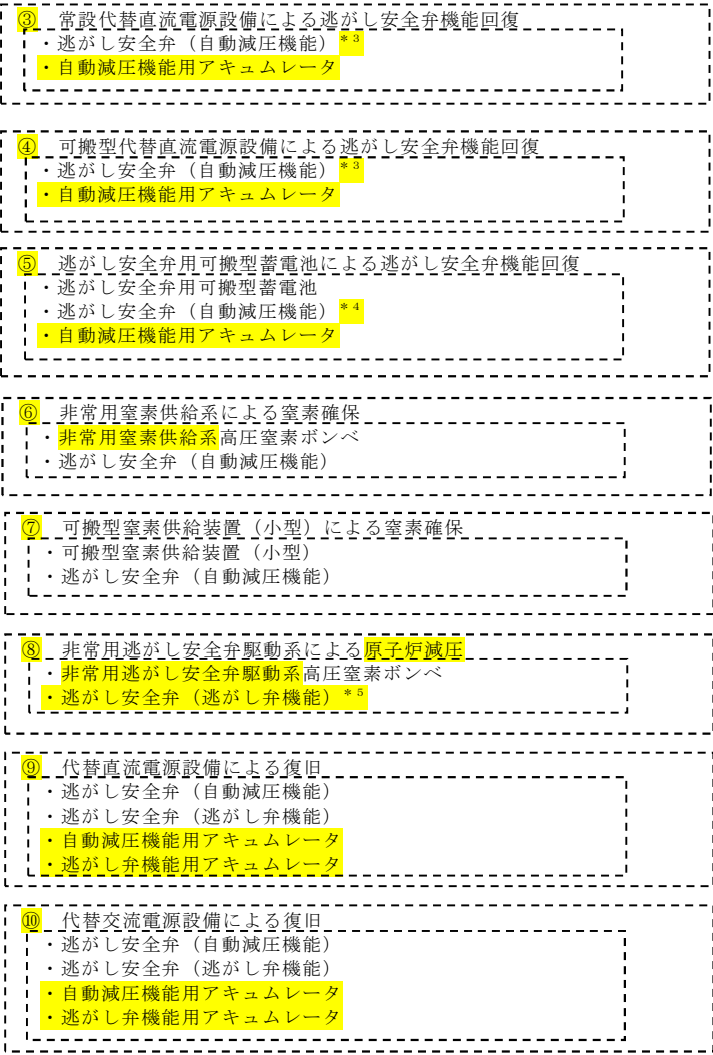 ③ 常設代替直流電源設備による逃がし安全弁機能回復
・逃がし安全弁（自動減圧機能）＊３
・自動減圧機能用アキュムレータ
④ 可搬型代替直流電源設備による逃がし安全弁機能回復
・逃がし安全弁（自動減圧機能）＊３
・自動減圧機能用アキュムレータ
⑤ 逃がし安全弁用可搬型蓄電池による逃がし安全弁機能回復
・逃がし安全弁用可搬型蓄電池
・逃がし安全弁（自動減圧機能）＊４
・自動減圧機能用アキュムレータ
⑥ 非常用窒素供給系による窒素確保
・非常用窒素供給系高圧窒素ボンベ
・逃がし安全弁（自動減圧機能）
⑦ 可搬型窒素供給装置（小型）による窒素確保
・可搬型窒素供給装置（小型）
・逃がし安全弁（自動減圧機能）
⑧ 非常用逃がし安全弁駆動系による原子炉減圧
・非常用逃がし安全弁駆動系高圧窒素ボンベ
・逃がし安全弁（逃がし弁機能）＊５
⑨ 代替直流電源設備による復旧
・逃がし安全弁（自動減圧機能）
・逃がし安全弁（逃がし弁機能）
・自動減圧機能用アキュムレータ
・逃がし弁機能用アキュムレータ
⑩ 代替交流電源設備による復旧
・逃がし安全弁（自動減圧機能）
・逃がし安全弁（逃がし弁機能）
・自動減圧機能用アキュムレータ
・逃がし弁機能用アキュムレータ